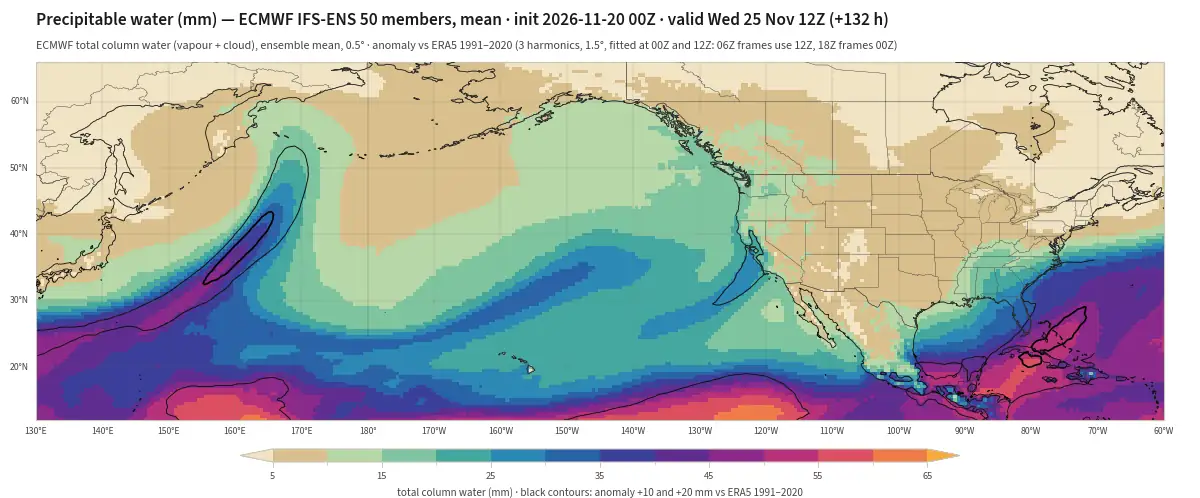 Precipitable water (mm) — ECMWF IFS-ENS 50 members, mean · init 2026-11-20 00Z · valid Wed 25 Nov 12Z (+132 h)
ECMWF total column water (vapour + cloud), ensemble mean, 0.5° · anomaly vs ERA5 1991–2020 (3 harmonics, 1.5°, fitted at 00Z and 12Z: 06Z frames use 12Z, 18Z frames 00Z)
60°N
50°N
40°N
30°N
20°N
130°E 140°E 150°E 160°E 170°E 180° 170°W 160°W 150°W 140°W 130°W 120°W 110°W 100°W 90°W 80°W 70°W 60°W
5 15 25 35 45 55 65
total column water (mm) · black contours: anomaly +10 and +20 mm vs ERA5 1991–2020